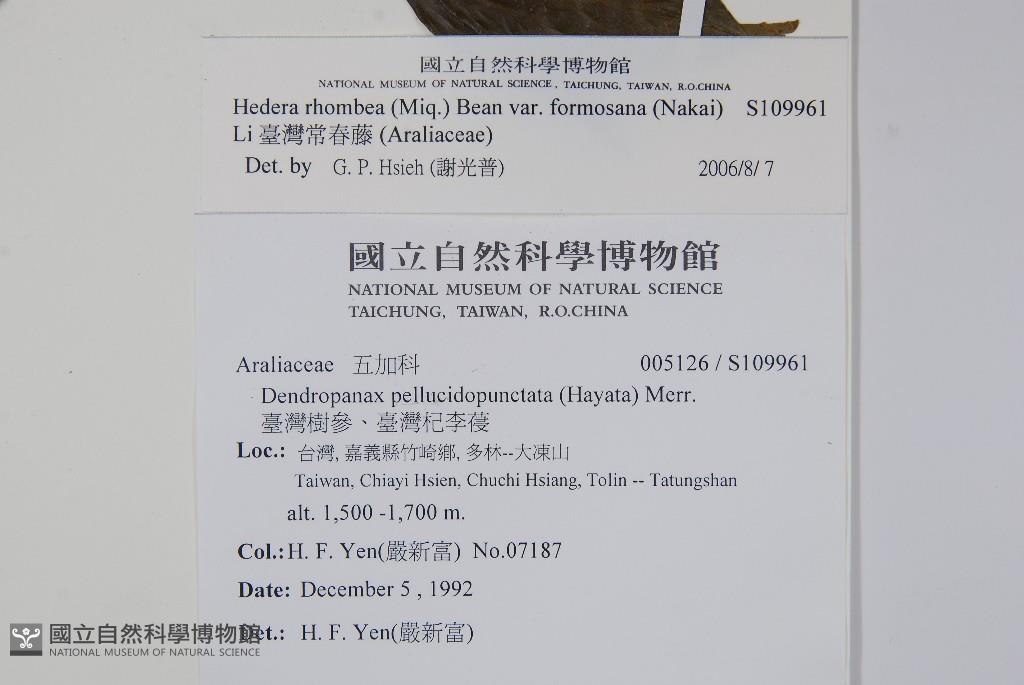 國立自然科學博物館
NATIONAL MUSEUM OF NATURAL SCIENCE, TAICHUNG, TAIWAN, R.O.CHINA
Hedera rhombea (Miq.) Bean var. formosana (Nakai) S109961
Li 臺灣常春藤 (Araliaceae)
Det. by G. P. Hsieh (謝光普) 2006/8/ 7
國立自然科學博物館
NATIONAL MUSEUM OF NATURAL SCIENCE
TAICHUNG, TAIWAN, R.O.CHINA
Araliaceae 五加科 005126 / S109961
Dendropanax pellucidopunctata (Hayata) Merr.
臺灣樹參、臺灣杞李葠
Loc.: 台灣, 嘉義縣竹崎鄉, 多林--大凍山
Taiwan, Chiayi Hsien, Chuchi Hsiang, Tolin -- Tatungshan
alt. 1,500 -1,700 m.
Col.: H. F. Yen(嚴新富) No.07187
Date: December 5 , 1992
Det.: H. F. Yen(嚴新富)
國立自然科學博物館
NATIONAL MUSEUM OF NATURAL SCIENCE